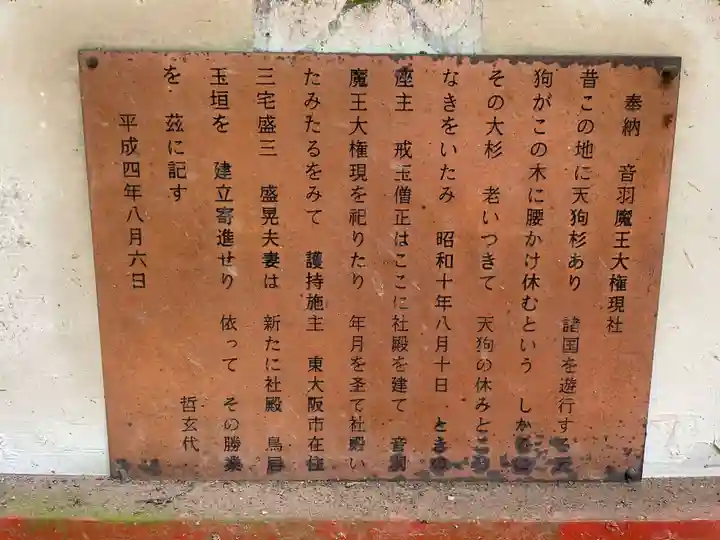 奉納 音羽魔王大権現社
昔この地に天狗杉あり 諸国を遊行する天
狗がこの木に腰かけ休むという しかるに
その大杉 老いつきて 天狗の休みどころ
なきをいたみ 昭和十年八月十日 ときの
座主 戒玉僧正はここに社殿を建て 音羽
魔王大権現を祀りたり 年月を圣て社殿い
たみたるをみて 護持施主 東大阪市在住
三宅盛三 盛晃夫妻は 新たに社殿 鳥居
玉垣を 建立寄進せり 依って その勝業
を 茲に記す 哲玄代
平成四年八月六日